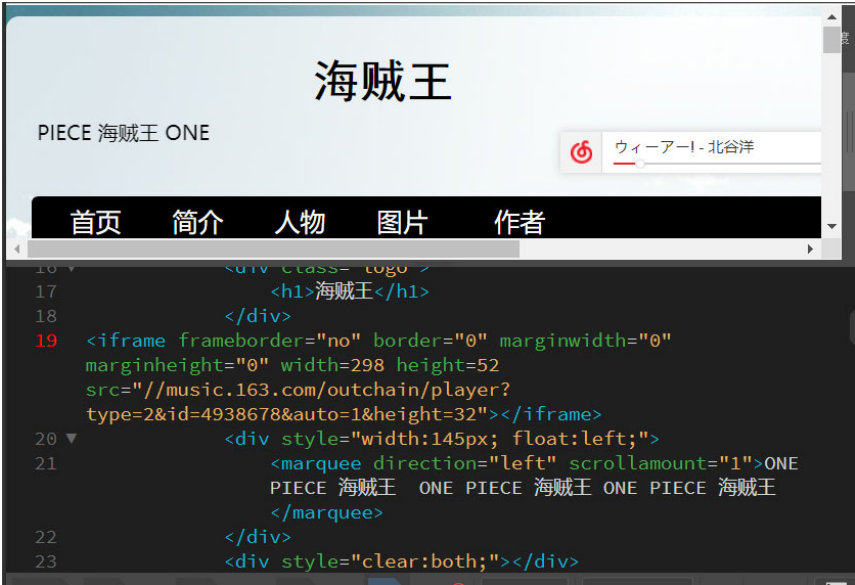 海贼王
PIECE 海贼王 ONE
ウィーアー! - 北谷洋
首页 简介 人物 图片 作者
度
16 ▼ <div class="logo">
17 <h1>海贼王</h1>
18 </div>
19 <iframe frameborder="no" border="0" marginwidth="0"
marginheight="0" width=298 height=52
src="//music.163.com/outchain/player?
type=2&id=4938678&auto=1&height=32"></iframe>
20 ▼ <div style="width:145px; float:left;">
21 <marquee direction="left" scrollamount="1">ONE
PIECE 海贼王  ONE PIECE 海贼王 ONE PIECE 海贼王
</marquee>
22 </div>
23 <div style="clear:both;"></div>